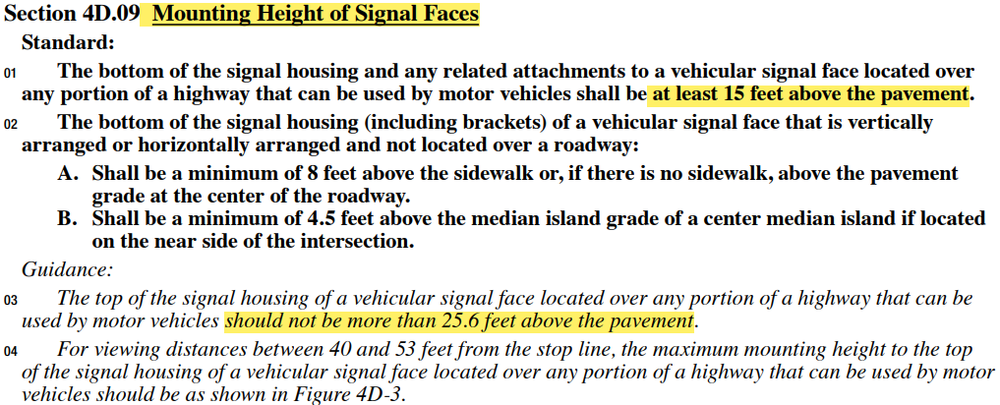 Section 4D.09 Mounting Height of Signal Faces
Standard:
01 The bottom of the signal housing and any related attachments to a vehicular signal face located over
any portion of a highway that can be used by motor vehicles shall be at least 15 feet above the pavement.
02 The bottom of the signal housing (including brackets) of a vehicular signal face that is vertically
arranged or horizontally arranged and not located over a roadway:
A. Shall be a minimum of 8 feet above the sidewalk or, if there is no sidewalk, above the pavement
grade at the center of the roadway.
B. Shall be a minimum of 4.5 feet above the median island grade of a center median island if located
on the near side of the intersection.
Guidance:
03 The top of the signal housing of a vehicular signal face located over any portion of a highway that can be
used by motor vehicles should not be more than 25.6 feet above the pavement.
04 For viewing distances between 40 and 53 feet from the stop line, the maximum mounting height to the top
of the signal housing of a vehicular signal face located over any portion of a highway that can be used by motor
vehicles should be as shown in Figure 4D-3.